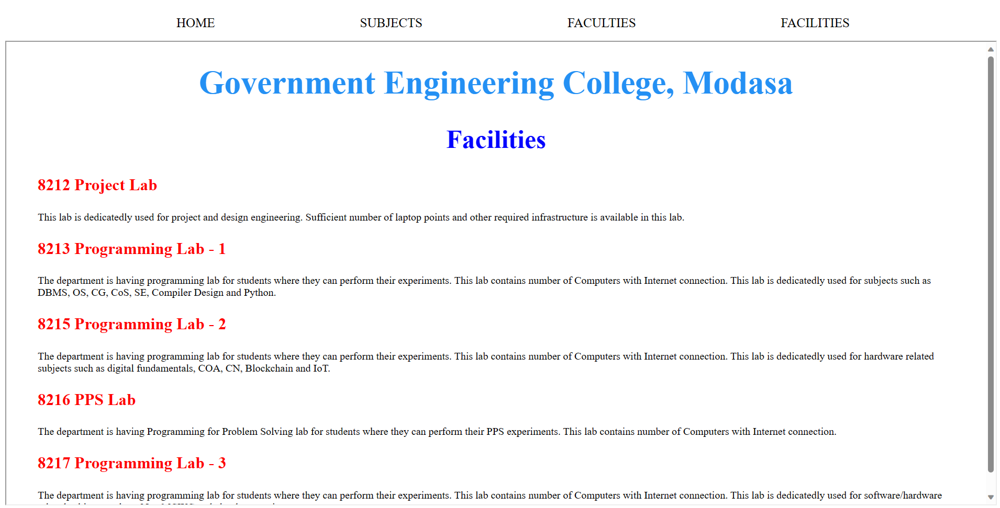 HOME SUBJECTS FACULTIES FACILITIES
Government Engineering College, Modasa
Facilities
8212 Project Lab
This lab is dedicatedly used for project and design engineering. Sufficient number of laptop points and other required infrastructure is available in this lab.
8213 Programming Lab - 1
The department is having programming lab for students where they can perform their experiments. This lab contains number of Computers with Internet connection. This lab is dedicatedly used for subjects such as
DBMS, OS, CG, CoS, SE, Compiler Design and Python.
8215 Programming Lab - 2
The department is having programming lab for students where they can perform their experiments. This lab contains number of Computers with Internet connection. This lab is dedicatedly used for hardware related
subjects such as digital fundamentals, COA, CN, Blockchain and IoT.
8216 PPS Lab
The department is having Programming for Problem Solving lab for students where they can perform their PPS experiments. This lab contains number of Computers with Internet connection.
8217 Programming Lab - 3
The department is having programming lab for students where they can perform their experiments. This lab contains number of Computers with Internet connection. This lab is dedicatedly used for software/hardware